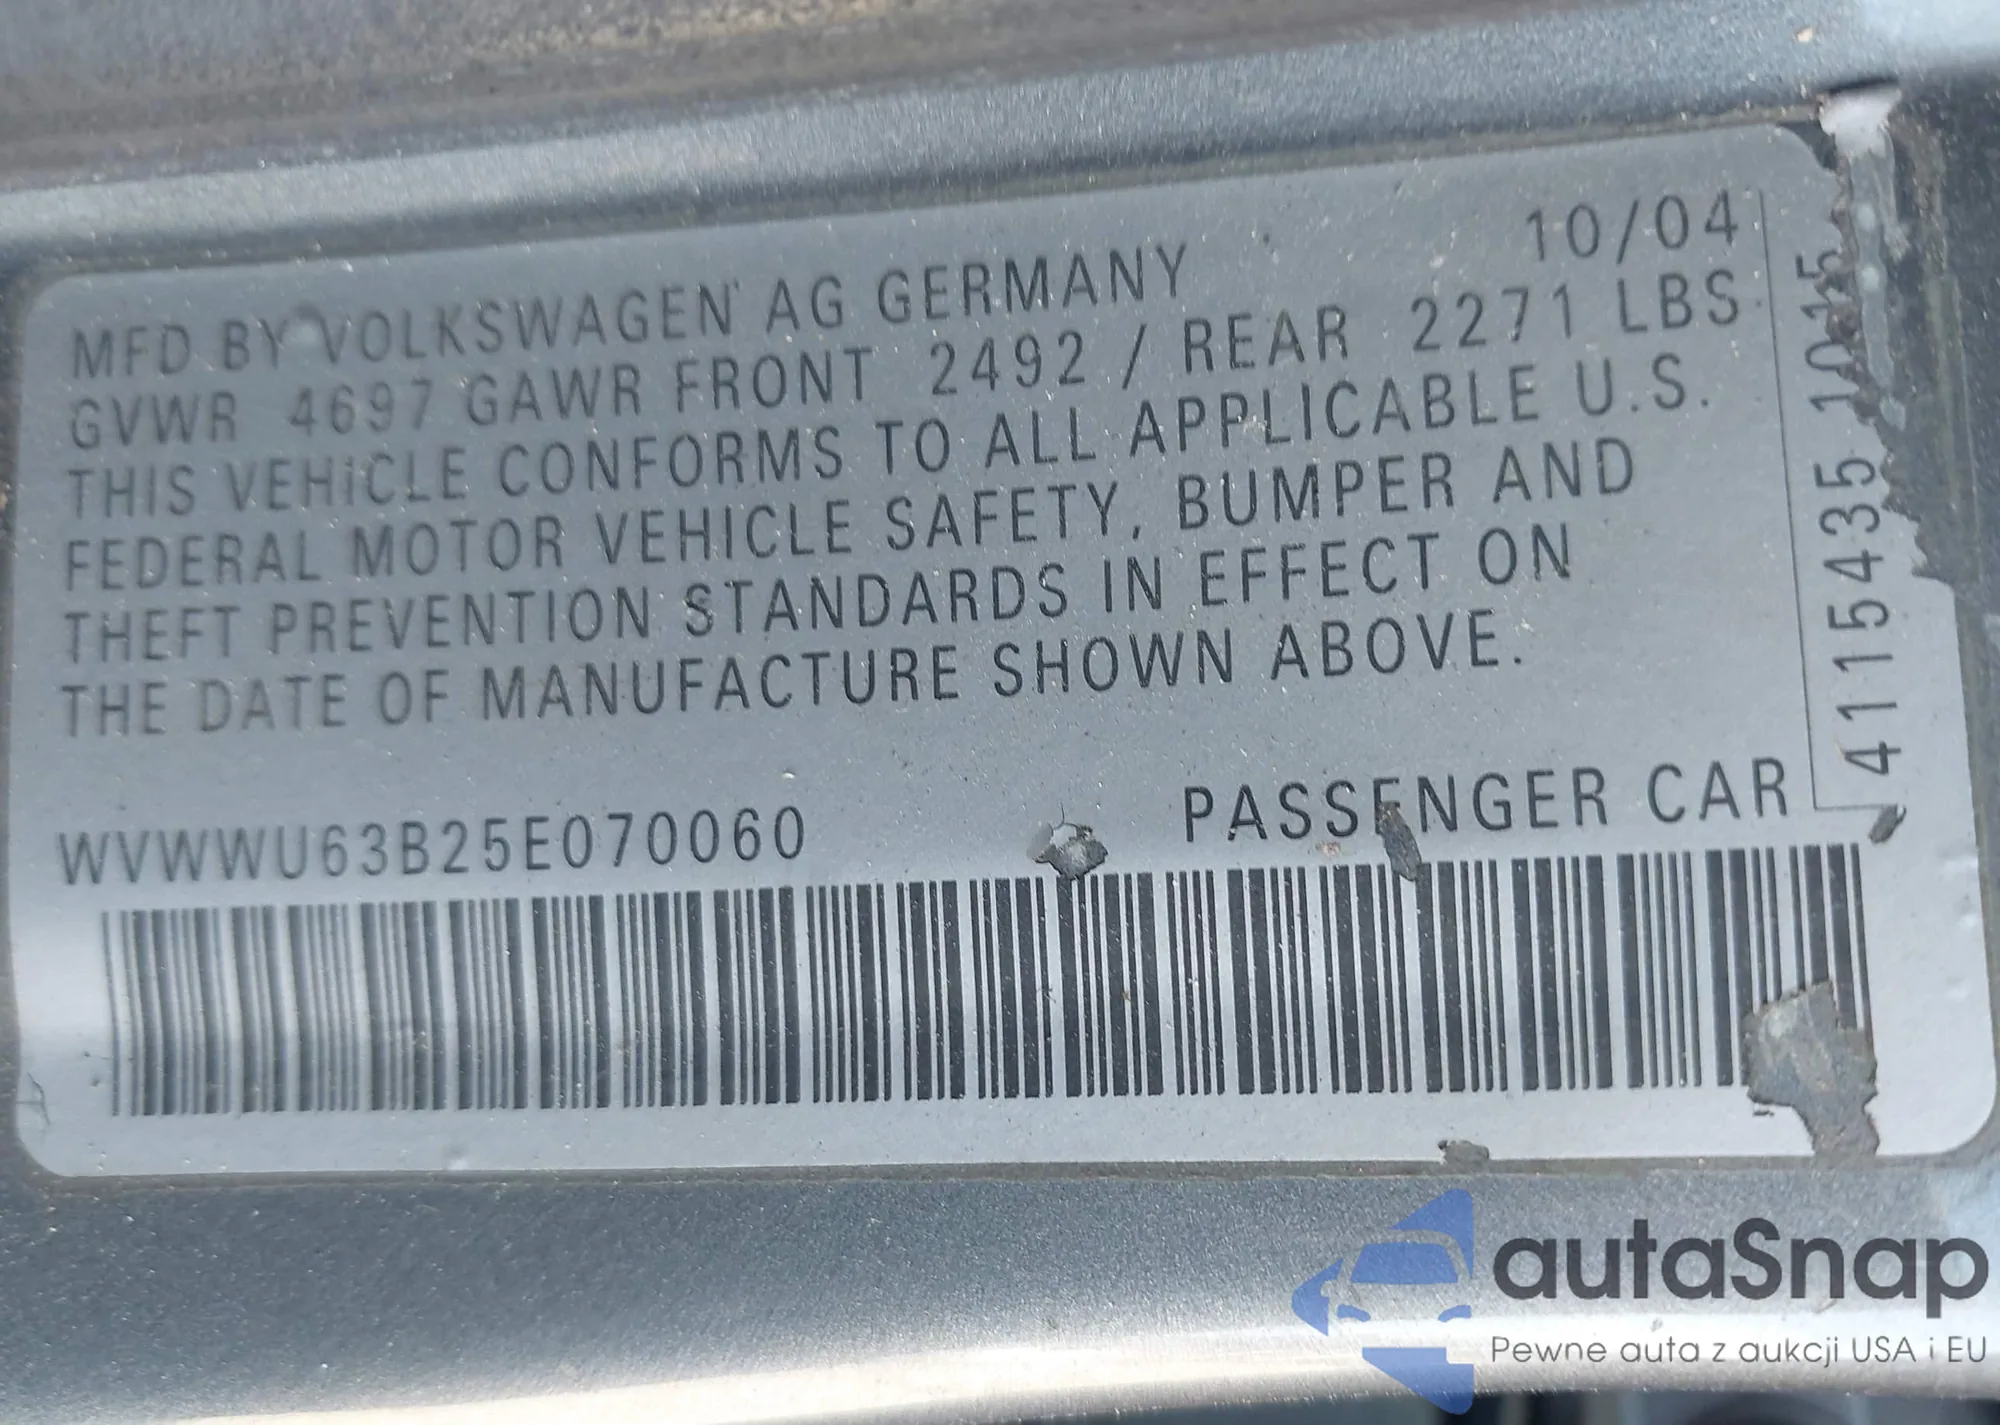 10/04
MFD BY VOLKSWAGEN AG GERMANY
GVWR 4697 GAWR FRONT 2492 / REAR 2271 LBS
THIS VEHICLE CONFORMS TO ALL APPLICABLE U.S.
FEDERAL MOTOR VEHICLE SAFETY, BUMPER AND
THEFT PREVENTION STANDARDS IN EFFECT ON
THE DATE OF MANUFACTURE SHOWN ABOVE.
WVWWU63B25E070060
PASSENGER CAR
4115435 1015
autaSnap
Pewne auta z aukcji USA i EU